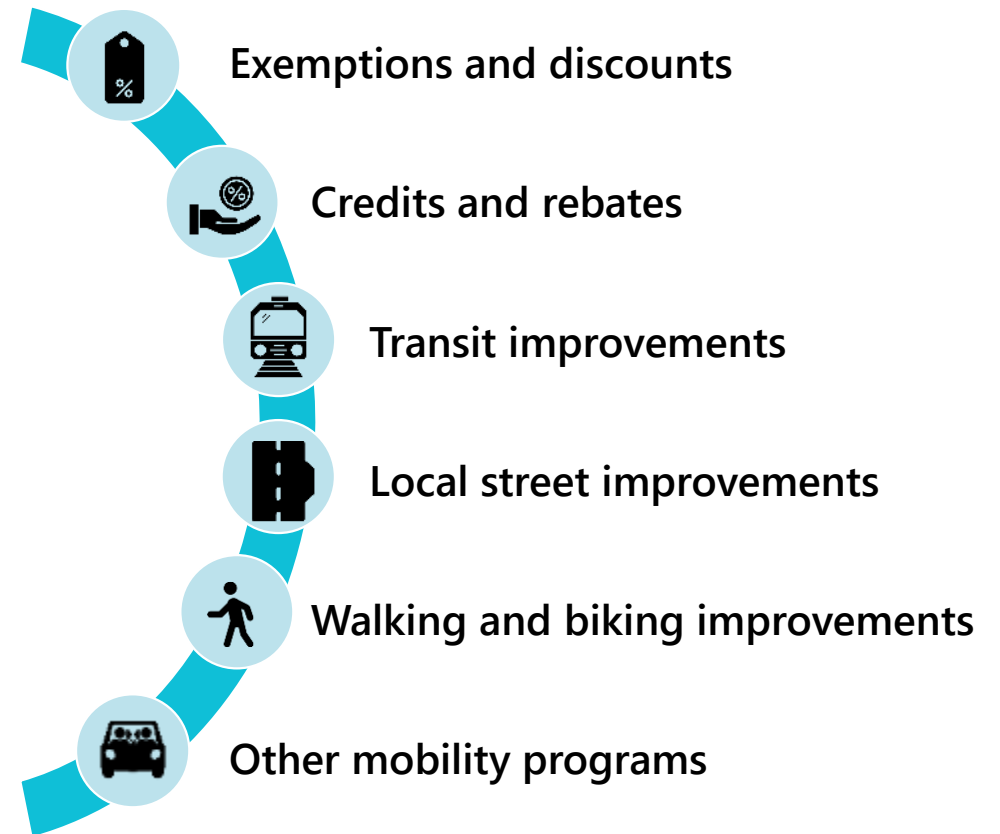 Exemptions and discounts
Credits and rebates
Transit improvements
Local street improvements
Walking and biking improvements
Other mobility programs